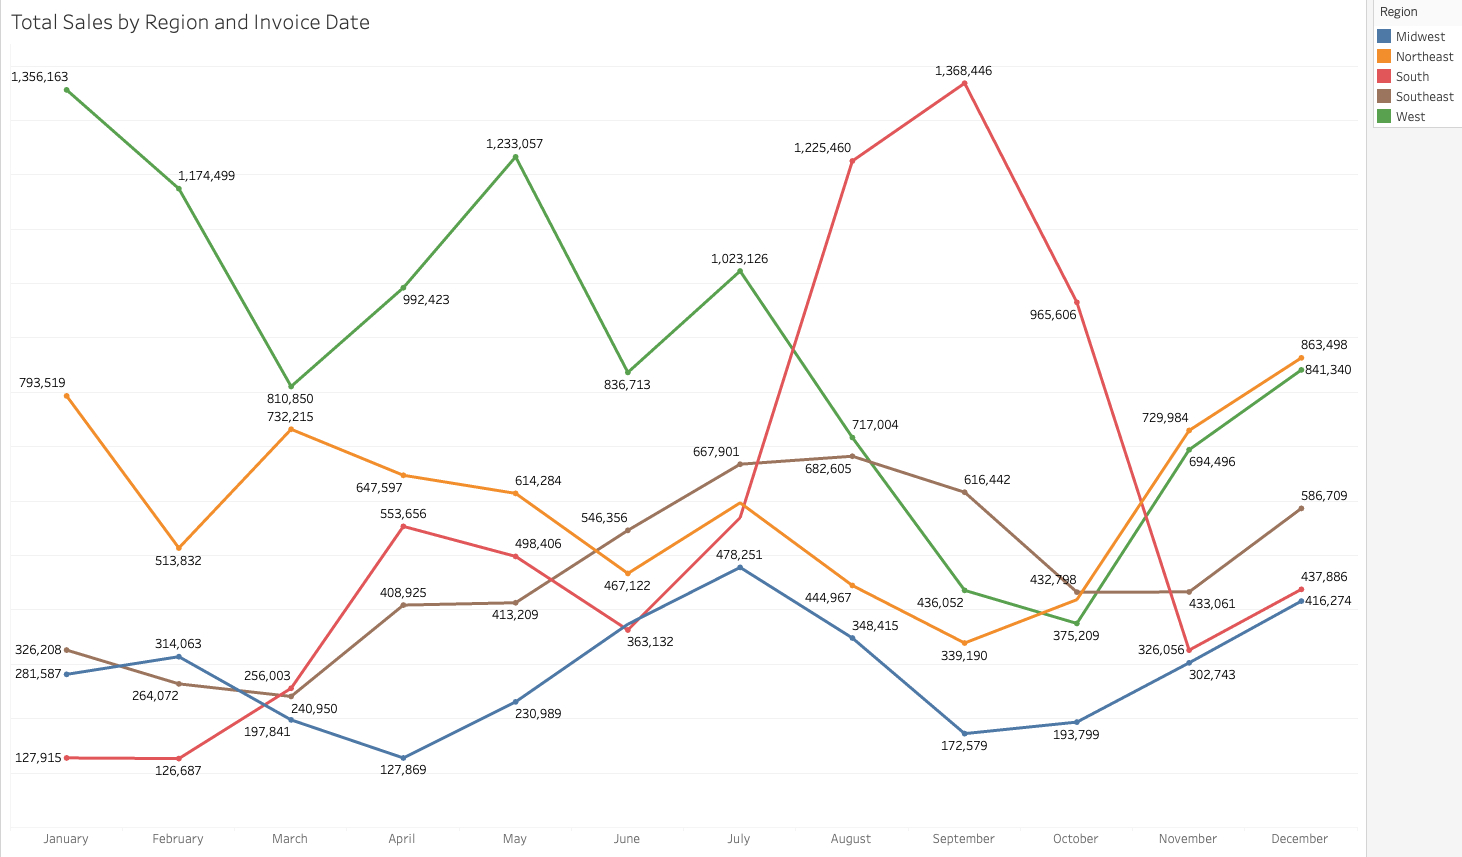 Total Sales by Region and Invoice Date
Region
Midwest
Northeast
South
Southeast
West
1,356,163
1,174,499
810,850
992,423
1,233,057
836,713
1,023,126
717,004
436,052
375,209
694,496
841,340
793,519
513,832
732,215
647,597
614,284
467,122
444,967
339,190
729,984
863,498
127,915
126,687
256,003
553,656
498,406
363,132
1,225,460
1,368,446
965,606
326,056
437,886
326,208
264,072
240,950
408,925
413,209
546,356
667,901
682,605
616,442
432,798
433,061
586,709
281,587
314,063
197,841
127,869
230,989
478,251
348,415
172,579
193,799
302,743
416,274
January
February
March
April
May
June
July
August
September
October
November
December